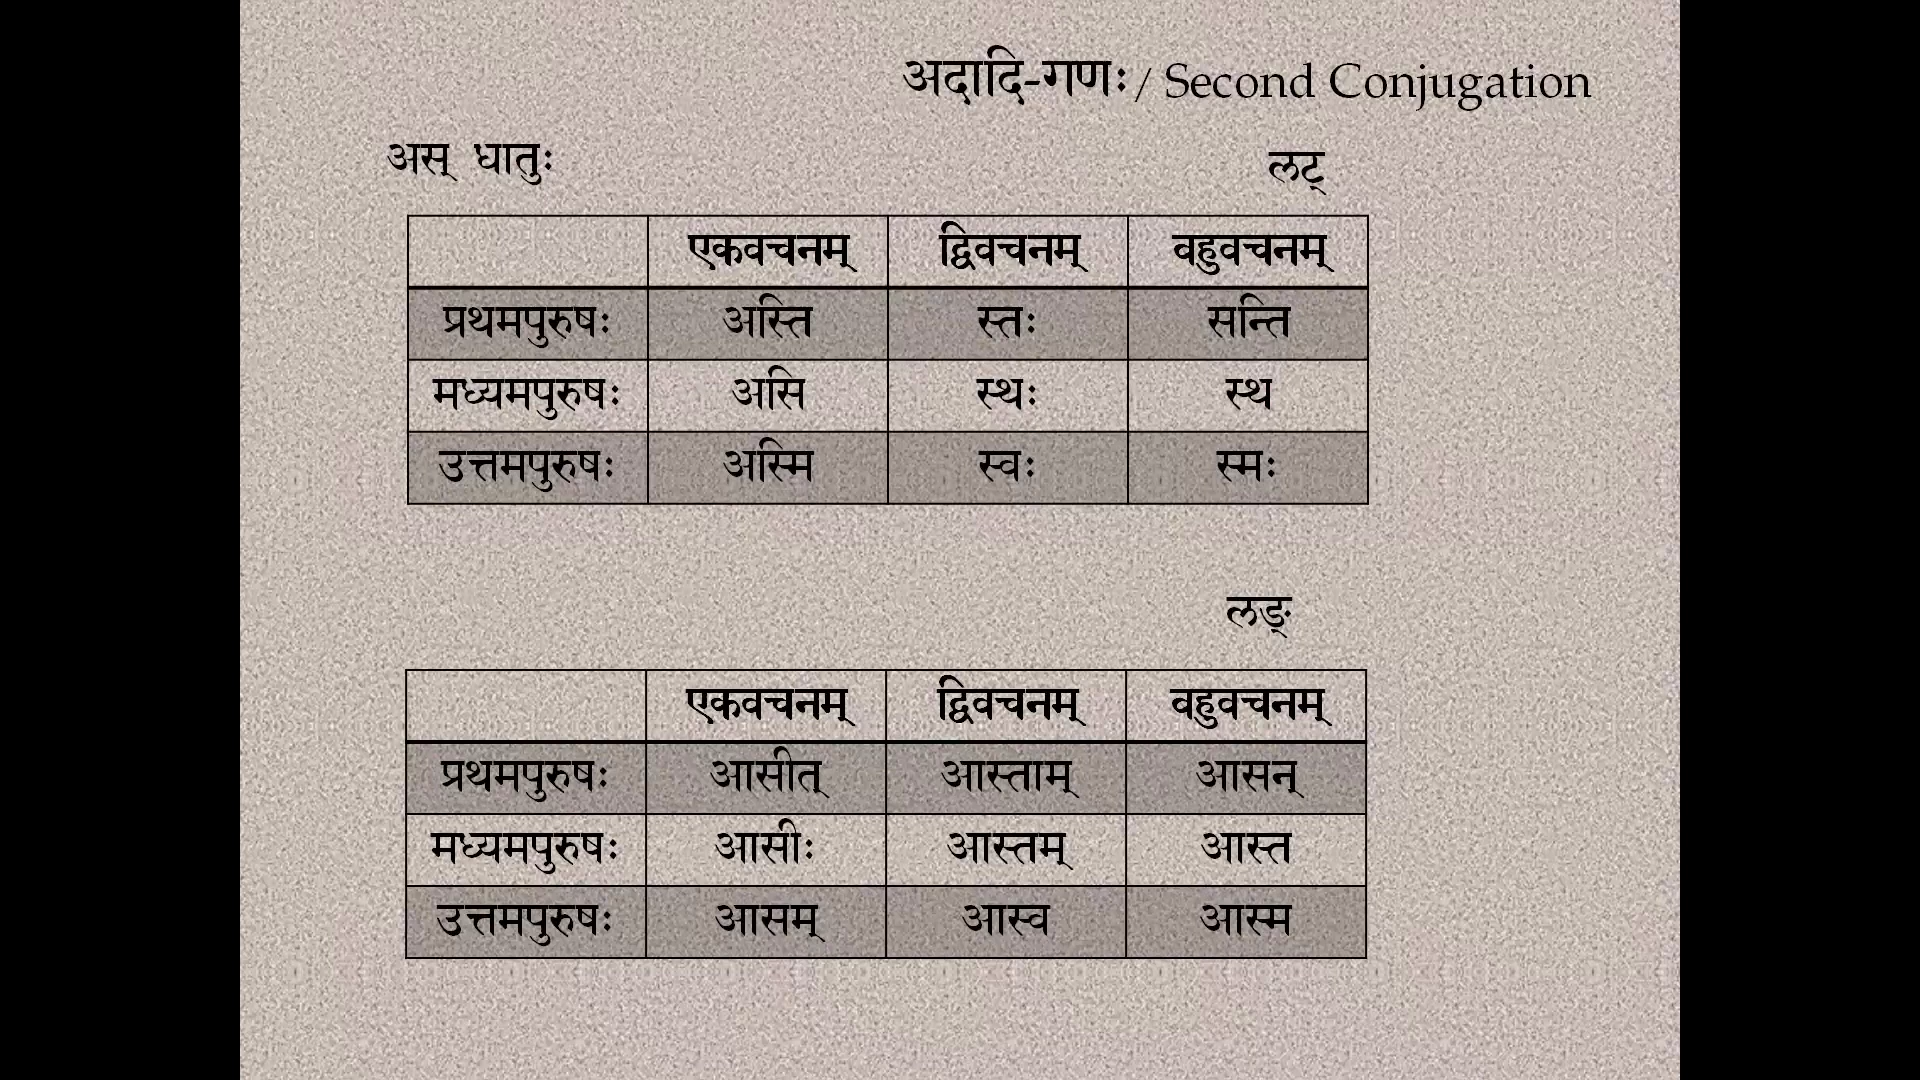 अदादि-गणः / Second Conjugation
अस् धातुः लट्
एकवचनम् द्विवचनम् वहुवचनम्
प्रथमपुरुषः अस्ति स्तः सन्ति
मध्यमपुरुषः असि स्थः स्थ
उत्तमपुरुषः अस्मि स्वः स्मः
लङ्
एकवचनम् द्विवचनम् वहुवचनम्
प्रथमपुरुषः आसीत् आस्ताम् आसन्
मध्यमपुरुषः आसीः आस्तम् आस्त
उत्तमपुरुषः आसम् आस्व आस्म